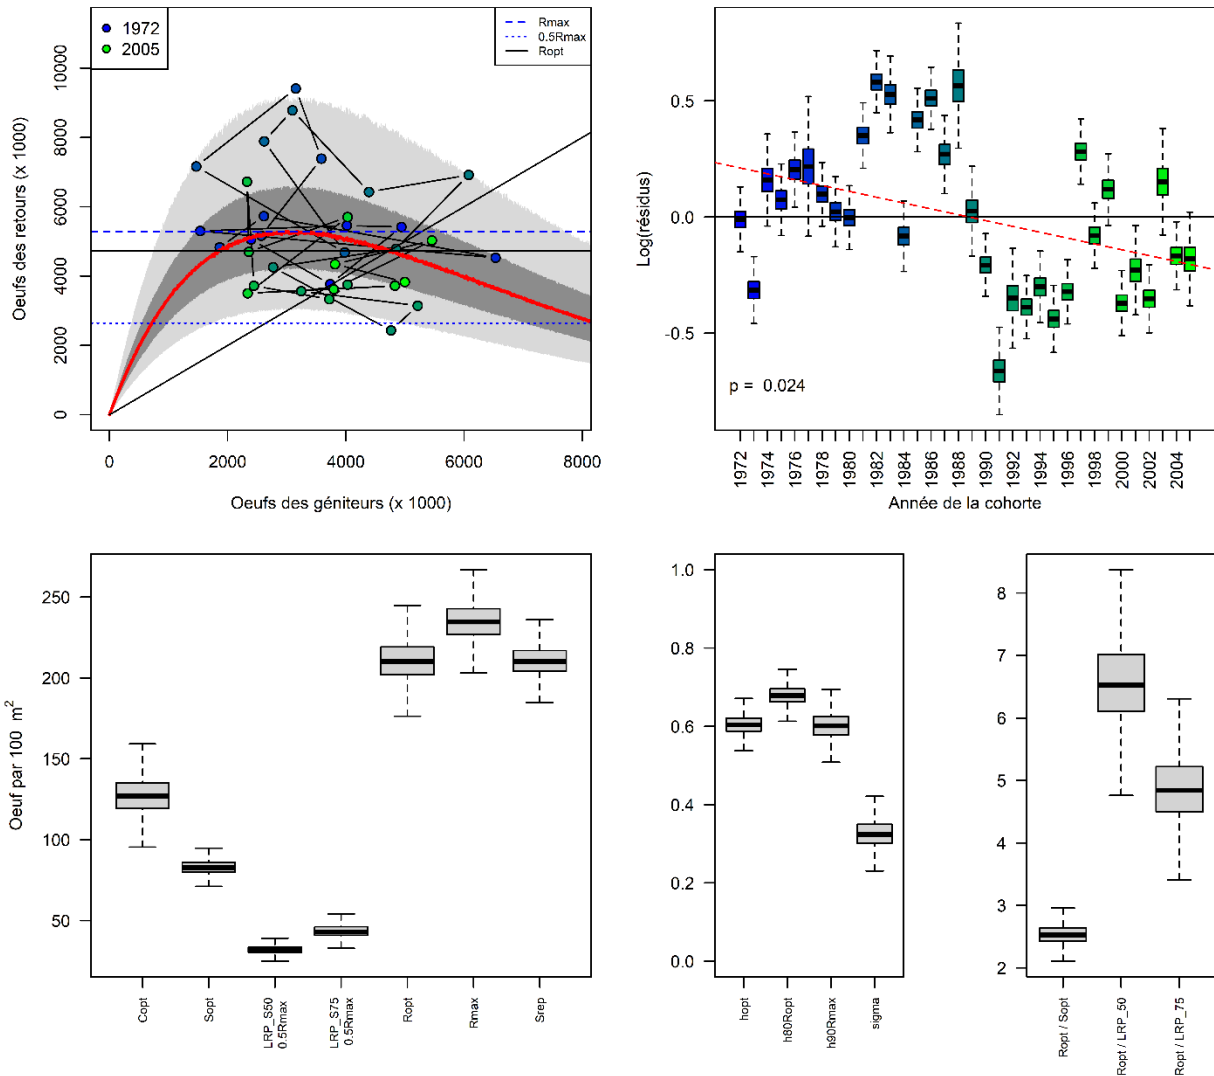 1972
2005
Rmax
0.5Rmax
Ropt
Oeufs des retours (x 1000)
10000
8000
6000
4000
2000
0
0 2000 4000 6000 8000
Oeufs des géniteurs (x 1000)
Log(résidus)
0.5
0.0
-0.5
p = 0.024
1972 1974 1976 1978 1980 1982 1984 1986 1988 1990 1992 1994 1996 1998 2000 2002 2004
Année de la cohorte
Oeuf par 100 m²
250
200
150
100
50
Copt
Sopt
LRP_S50
0.5Rmax
LRP_S75
0.5Rmax
Ropt
Rmax
Srep
1.0
0.8
0.6
0.4
0.2
0.0
hopt
h80Ropt
h90Rmax
sigma
8
7
6
5
4
3
2
Ropt / Sopt
Ropt / LRP_50
Ropt / LRP_75